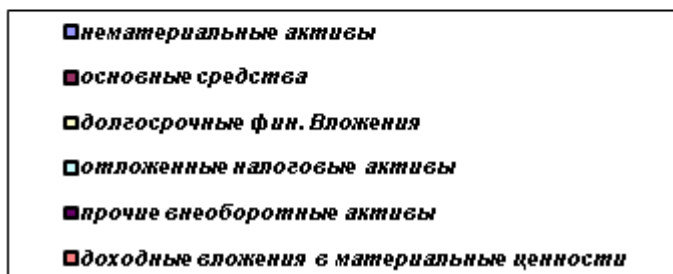 нематериальные активы
основные средства
долгосрочные фин. Вложения
отложенные налоговые активы
прочие внеоборотные активы
доходные вложения в материальные ценности